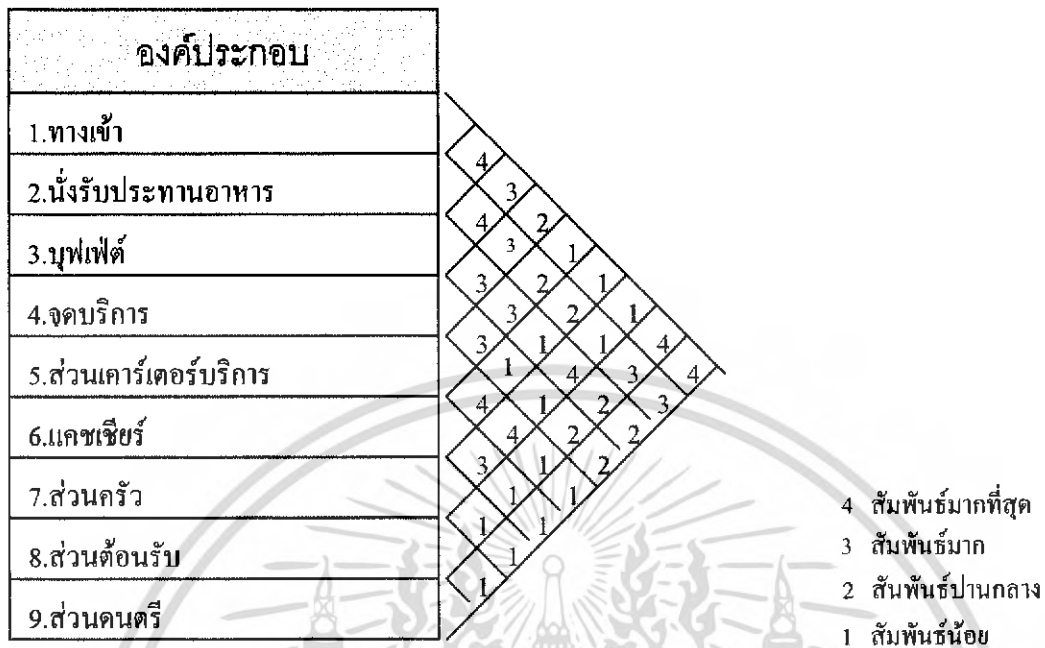 องค์ประกอบ
1.ทางเข้า
2.นั่งรับประทานอาหาร
3.บุฟเฟ่ต์
4.จุดบริการ
5.ส่วนเคาร์เตอร์บริการ
6.แคชเชียร์
7.ส่วนครัว
8.ส่วนต้อนรับ
9.ส่วนดนตรี
4
3
4 2
3 1
3 2 1
3 2 1
3 1 1 4
1 4 3 4
4 1 2 3
4 2 2
3 1 2
1 1
1 1
1
1
4 สัมพันธ์มากที่สุด
3 สัมพันธ์มาก
2 สันพันธ์ปานกลาง
1 สัมพันธ์น้อย